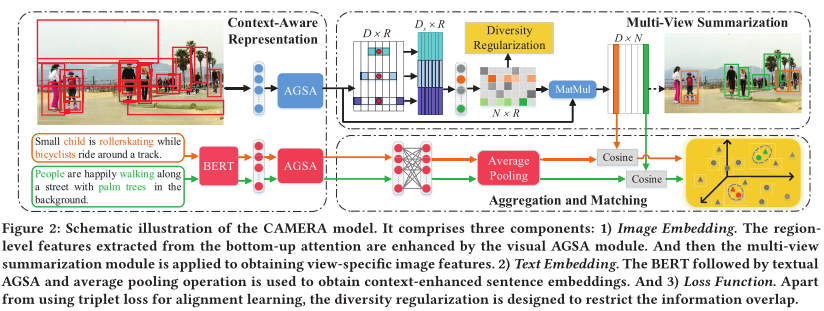 Context-Aware
Representation
Multi-View Summarization
D × R
Dₛ × R
Diversity
Regularization
D × N
AGSA
N × R
MatMul
Small child is rollerskating while
bicyclists ride around a track.
People are happily walking along
a street with palm trees in the
background.
BERT
AGSA
Average
Pooling
Cosine
Cosine
Aggregation and Matching
Figure 2: Schematic illustration of the CAMERA model. It comprises three components: 1) Image Embedding. The region-
level features extracted from the bottom-up attention are enhanced by the visual AGSA module. And then the multi-view
summarization module is applied to obtaining view-specific image features. 2) Text Embedding. The BERT followed by textual
AGSA and average pooling operation is used to obtain context-enhanced sentence embeddings. And 3) Loss Function. Apart
from using triplet loss for alignment learning, the diversity regularization is designed to restrict the information overlap.